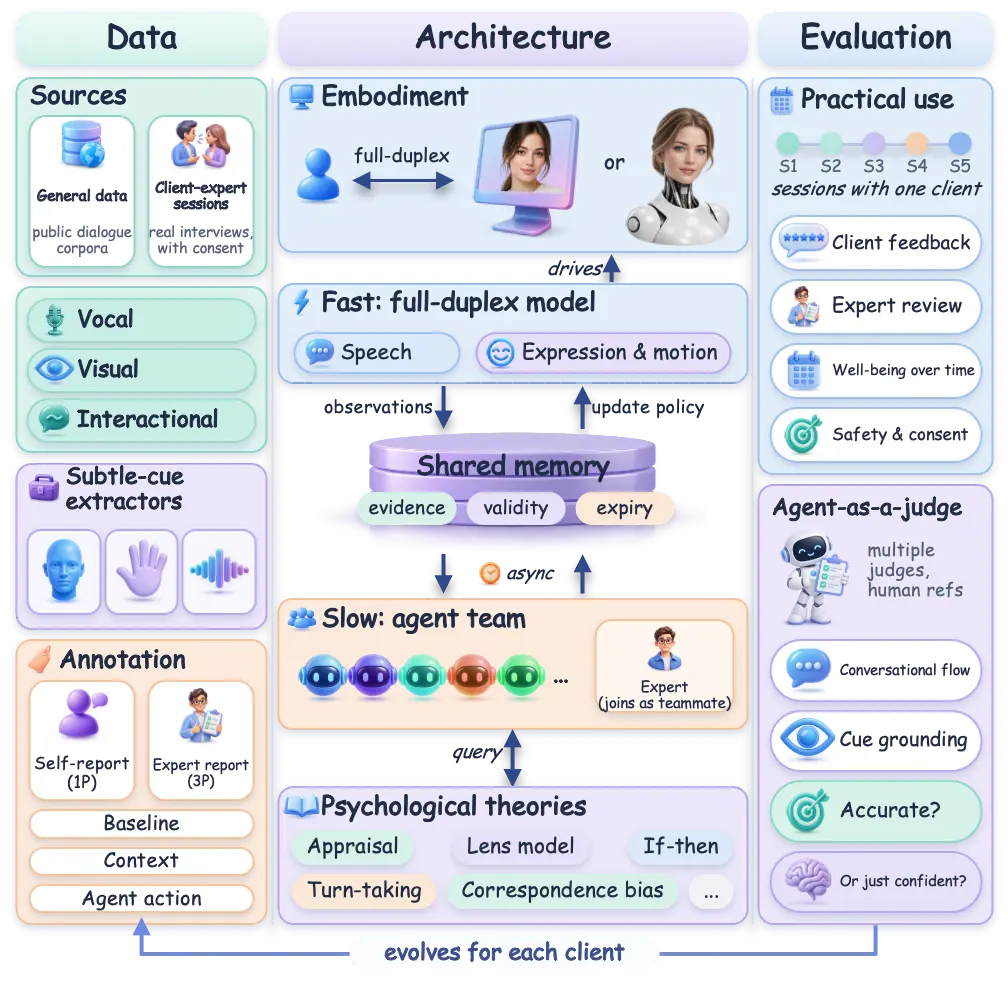 Data
Sources
General data
public dialogue
corpora
Client-expert
sessions
real interviews,
with consent
Vocal
Visual
Interactional
Subtle-cue
extractors
Annotation
Self-report
(1P)
Expert report
(3P)
Baseline
Context
Agent action
Architecture
Embodiment
full-duplex
or
drives
Fast: full-duplex model
Speech
Expression & motion
observations
update policy
Shared memory
evidence
validity
expiry
async
Slow: agent team
...
Expert
(joins as teammate)
query
Psychological theories
Appraisal
Lens model
If-then
Turn-taking
Correspondence bias
...
Evaluation
Practical use
S1
S2
S3
S4
S5
sessions with one client
Client feedback
Expert review
Well-being over time
Safety & consent
Agent-as-a-judge
multiple
judges,
human refs
Conversational flow
Cue grounding
Accurate?
Or just confident?
evolves for each client